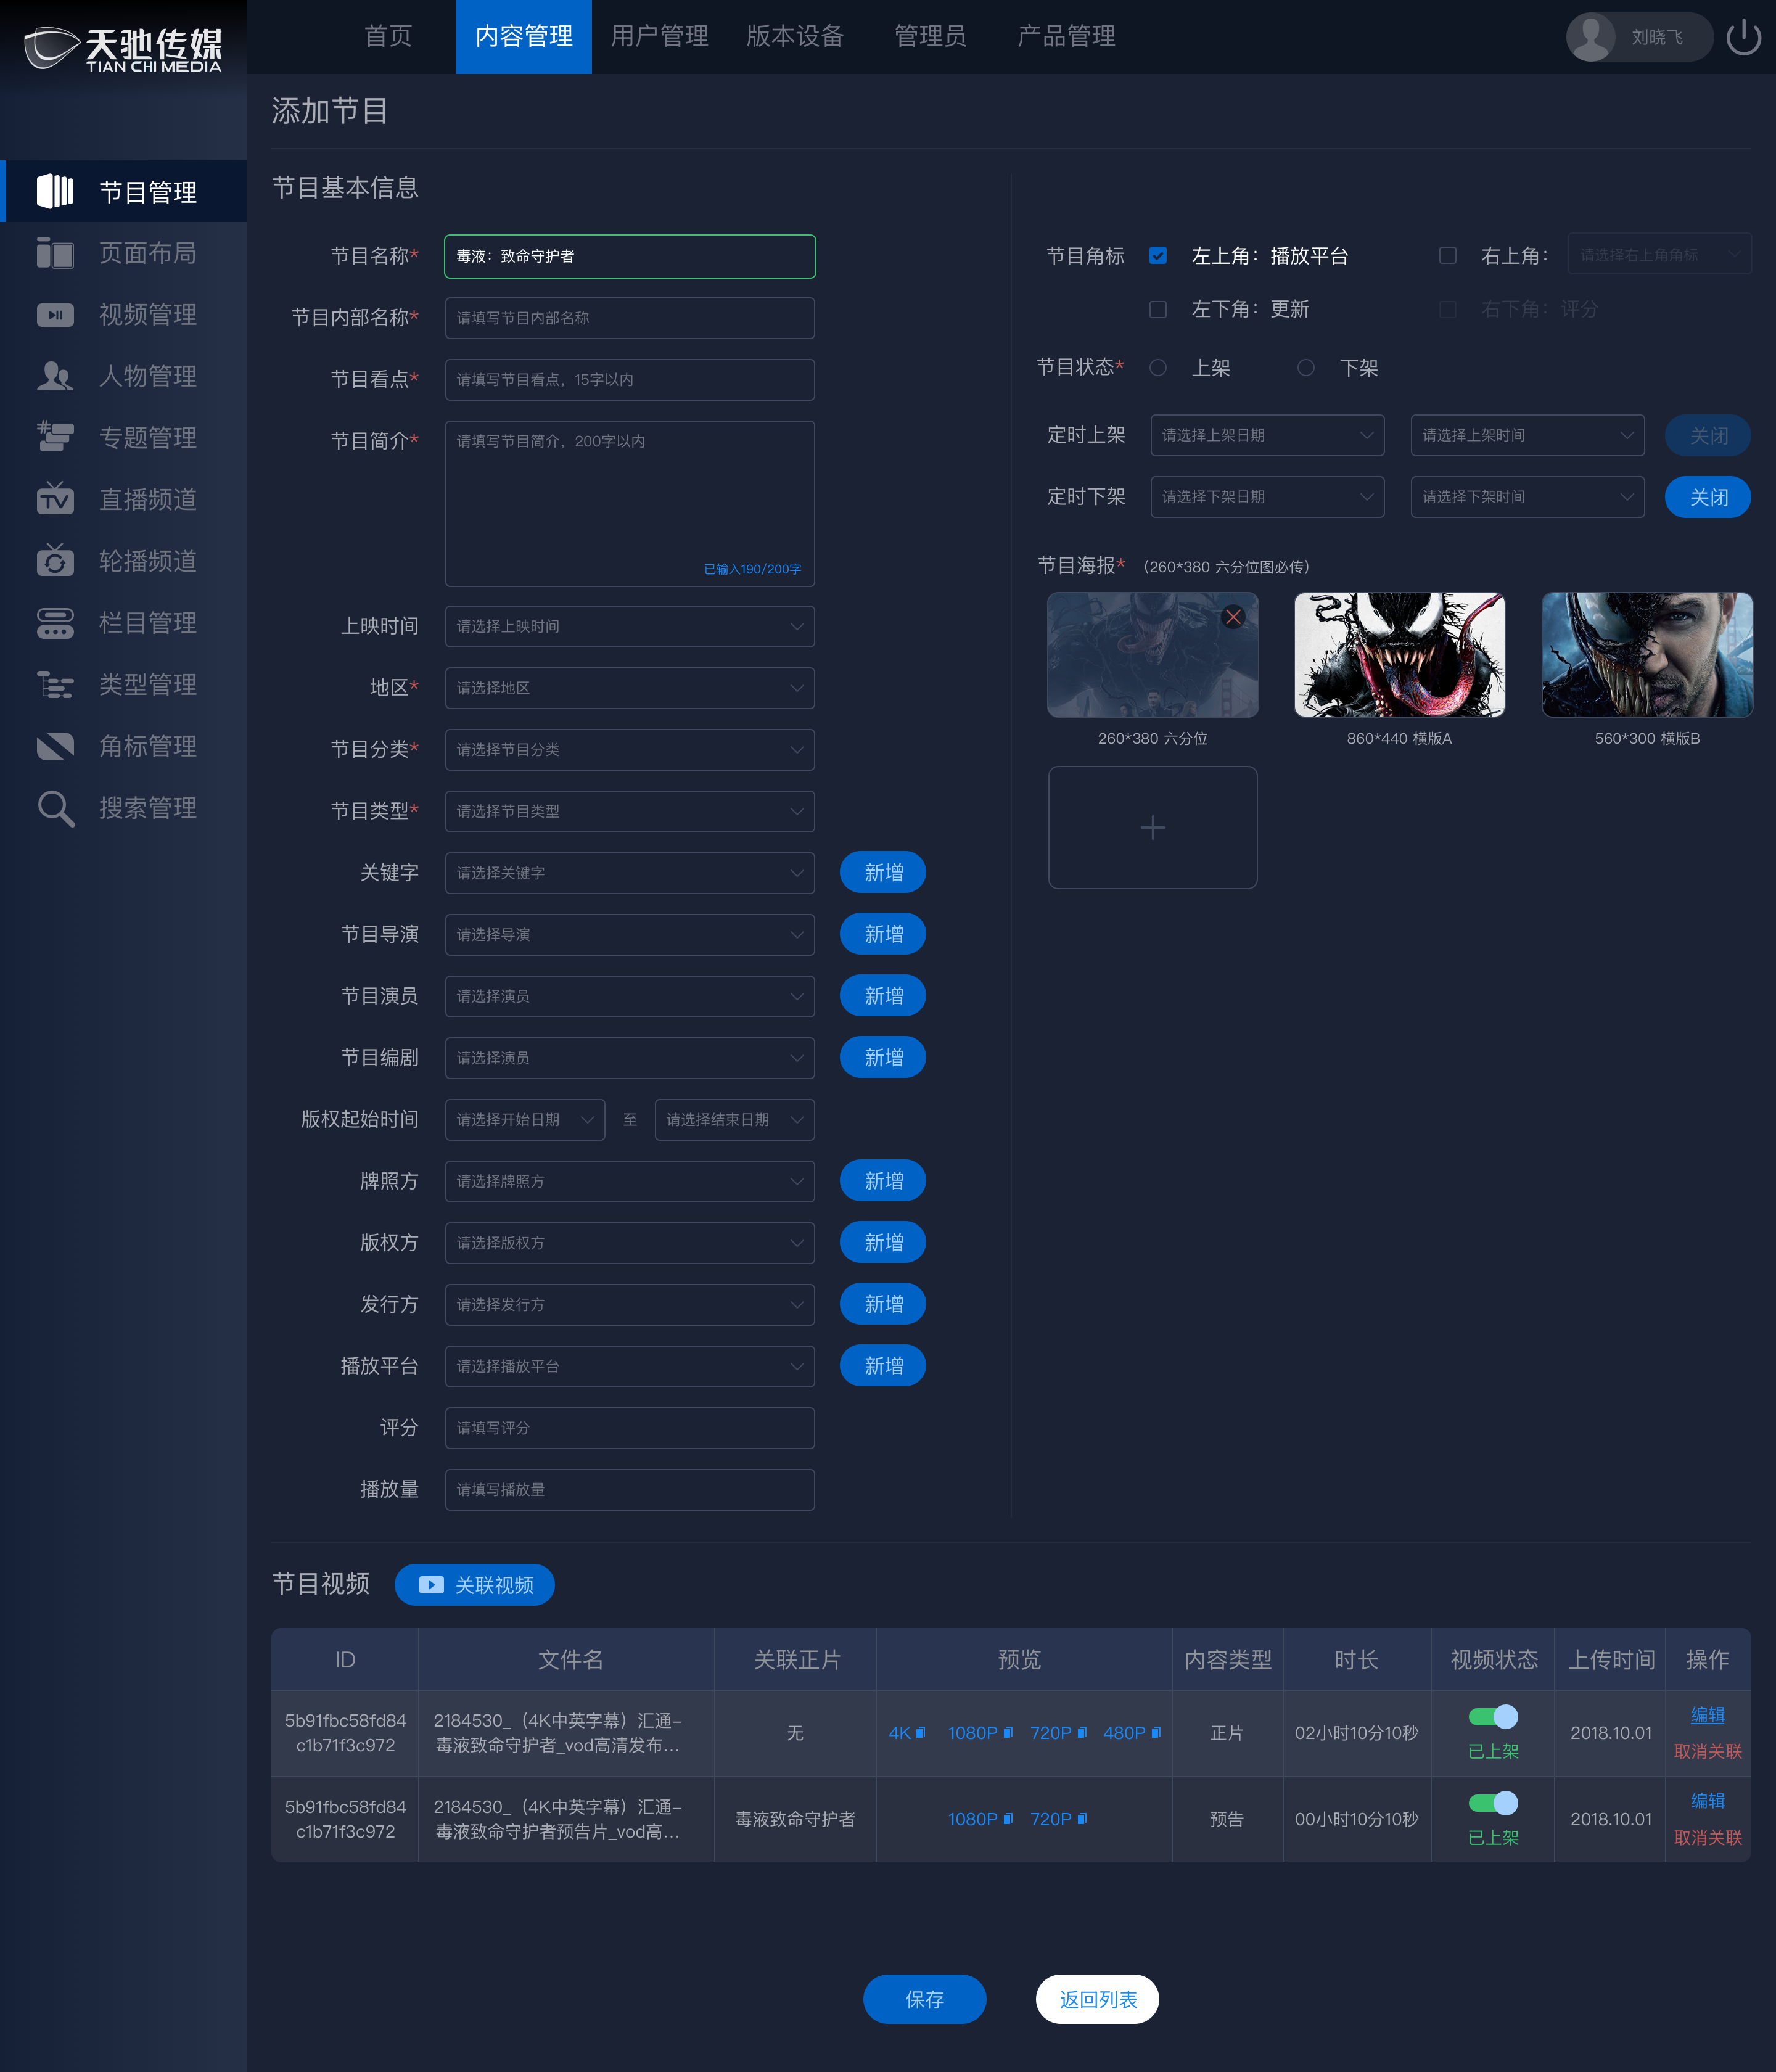 天驰传媒
TIAN CHI MEDIA
首页
内容管理
用户管理
版本设备
管理员
产品管理
刘晓飞
节目管理
页面布局
视频管理
人物管理
专题管理
直播频道
轮播频道
栏目管理
类型管理
角标管理
搜索管理
添加节目
节目基本信息
节目名称* 毒液：致命守护者
节目内部名称* 请填写节目内部名称
节目看点* 请填写节目看点，15字以内
节目简介* 请填写节目简介，200字以内
已输入190/200字
上映时间 请选择上映时间
地区* 请选择地区
节目分类* 请选择节目分类
节目类型* 请选择节目类型
关键字 请选择关键字 新增
节目导演 请选择导演 新增
节目演员 请选择演员 新增
节目编剧 请选择演员 新增
版权起始时间 请选择开始日期 至 请选择结束日期
牌照方 请选择牌照方 新增
版权方 请选择版权方 新增
发行方 请选择发行方 新增
播放平台 请选择播放平台 新增
评分 请填写评分
播放量 请填写播放量
节目角标 左上角：播放平台 右上角： 请选择右上角角标
左下角：更新 右下角：评分
节目状态* 上架 下架
定时上架 请选择上架日期 请选择上架时间 关闭
定时下架 请选择下架日期 请选择下架时间 关闭
节目海报* （260*380 六分位图必传）
260*380 六分位
860*440 横版A
560*300 横版B
节目视频 关联视频
ID 文件名 关联正片 预览 内容类型 时长 视频状态 上传时间 操作
5b91fbc58fd84
c1b71f3c972
2184530_（4K中英字幕）汇通-
毒液致命守护者_vod高清发布...
无
4K 1080P 720P 480P
正片
02小时10分10秒
已上架
2018.10.01
编辑
取消关联
5b91fbc58fd84
c1b71f3c972
2184530_（4K中英字幕）汇通-
毒液致命守护者预告片_vod高...
毒液致命守护者
1080P 720P
预告
00小时10分10秒
已上架
2018.10.01
编辑
取消关联
保存
返回列表